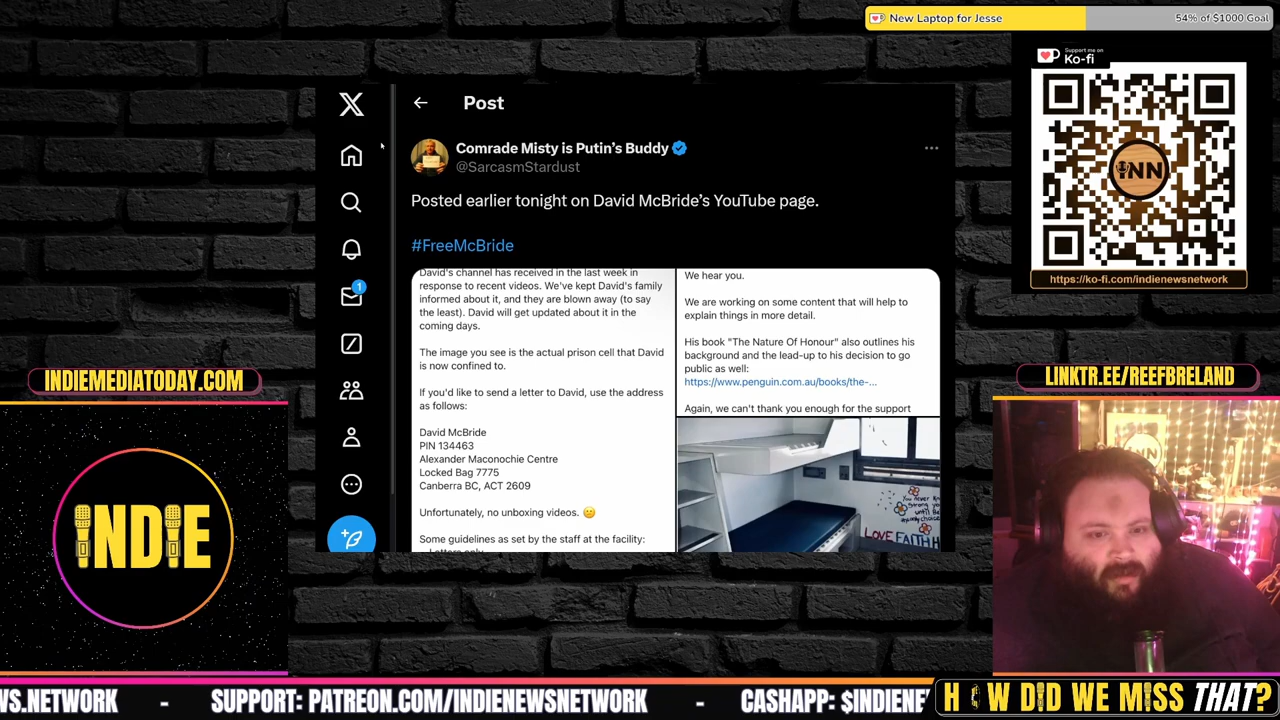 New Laptop for Jesse
54% of $1000 Goal
Support me on
Ko-fi
iNN
https://ko-fi.com/indienewsnetwork
Post
Comrade Misty is Putin's Buddy
@SarcasmStardust
Posted earlier tonight on David McBride's YouTube page.
#FreeMcBride
David's channel has received in the last week in
response to recent videos. We've kept David's family
informed about it, and they are blown away (to say
the least). David will get updated about it in the
coming days.
The image you see is the actual prison cell that David
is now confined to.
If you'd like to send a letter to David, use the address
as follows:
David McBride
PIN 134463
Alexander Maconochie Centre
Locked Bag 7775
Canberra BC, ACT 2609
Unfortunately, no unboxing videos. 🙁
Some guidelines as set by the staff at the facility:
We hear you.
We are working on some content that will help to
explain things in more detail.
His book "The Nature Of Honour" also outlines his
background and the lead-up to his decision to go
public as well:
https://www.penguin.com.au/books/the-...
Again, we can't thank you enough for the support
You never
LOVE FAITH H
1
INDIEMEDIATODAY.COM
INDIE
LINKTR.EE/REEFBRELAND
WS.NETWORK - SUPPORT: PATREON.COM/INDIENEWSNETWORK - CASHAPP: $INDIENE
HOW DID WE MISS THAT?